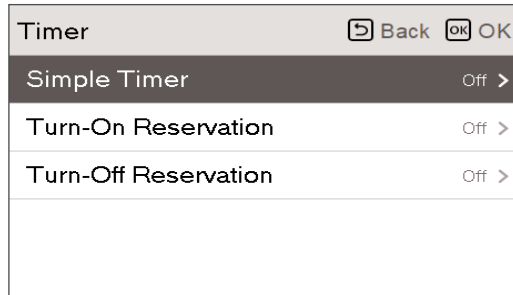 Timer Back OK OK
Simple Timer Off >
Turn-On Reservation Off >
Turn-Off Reservation Off >